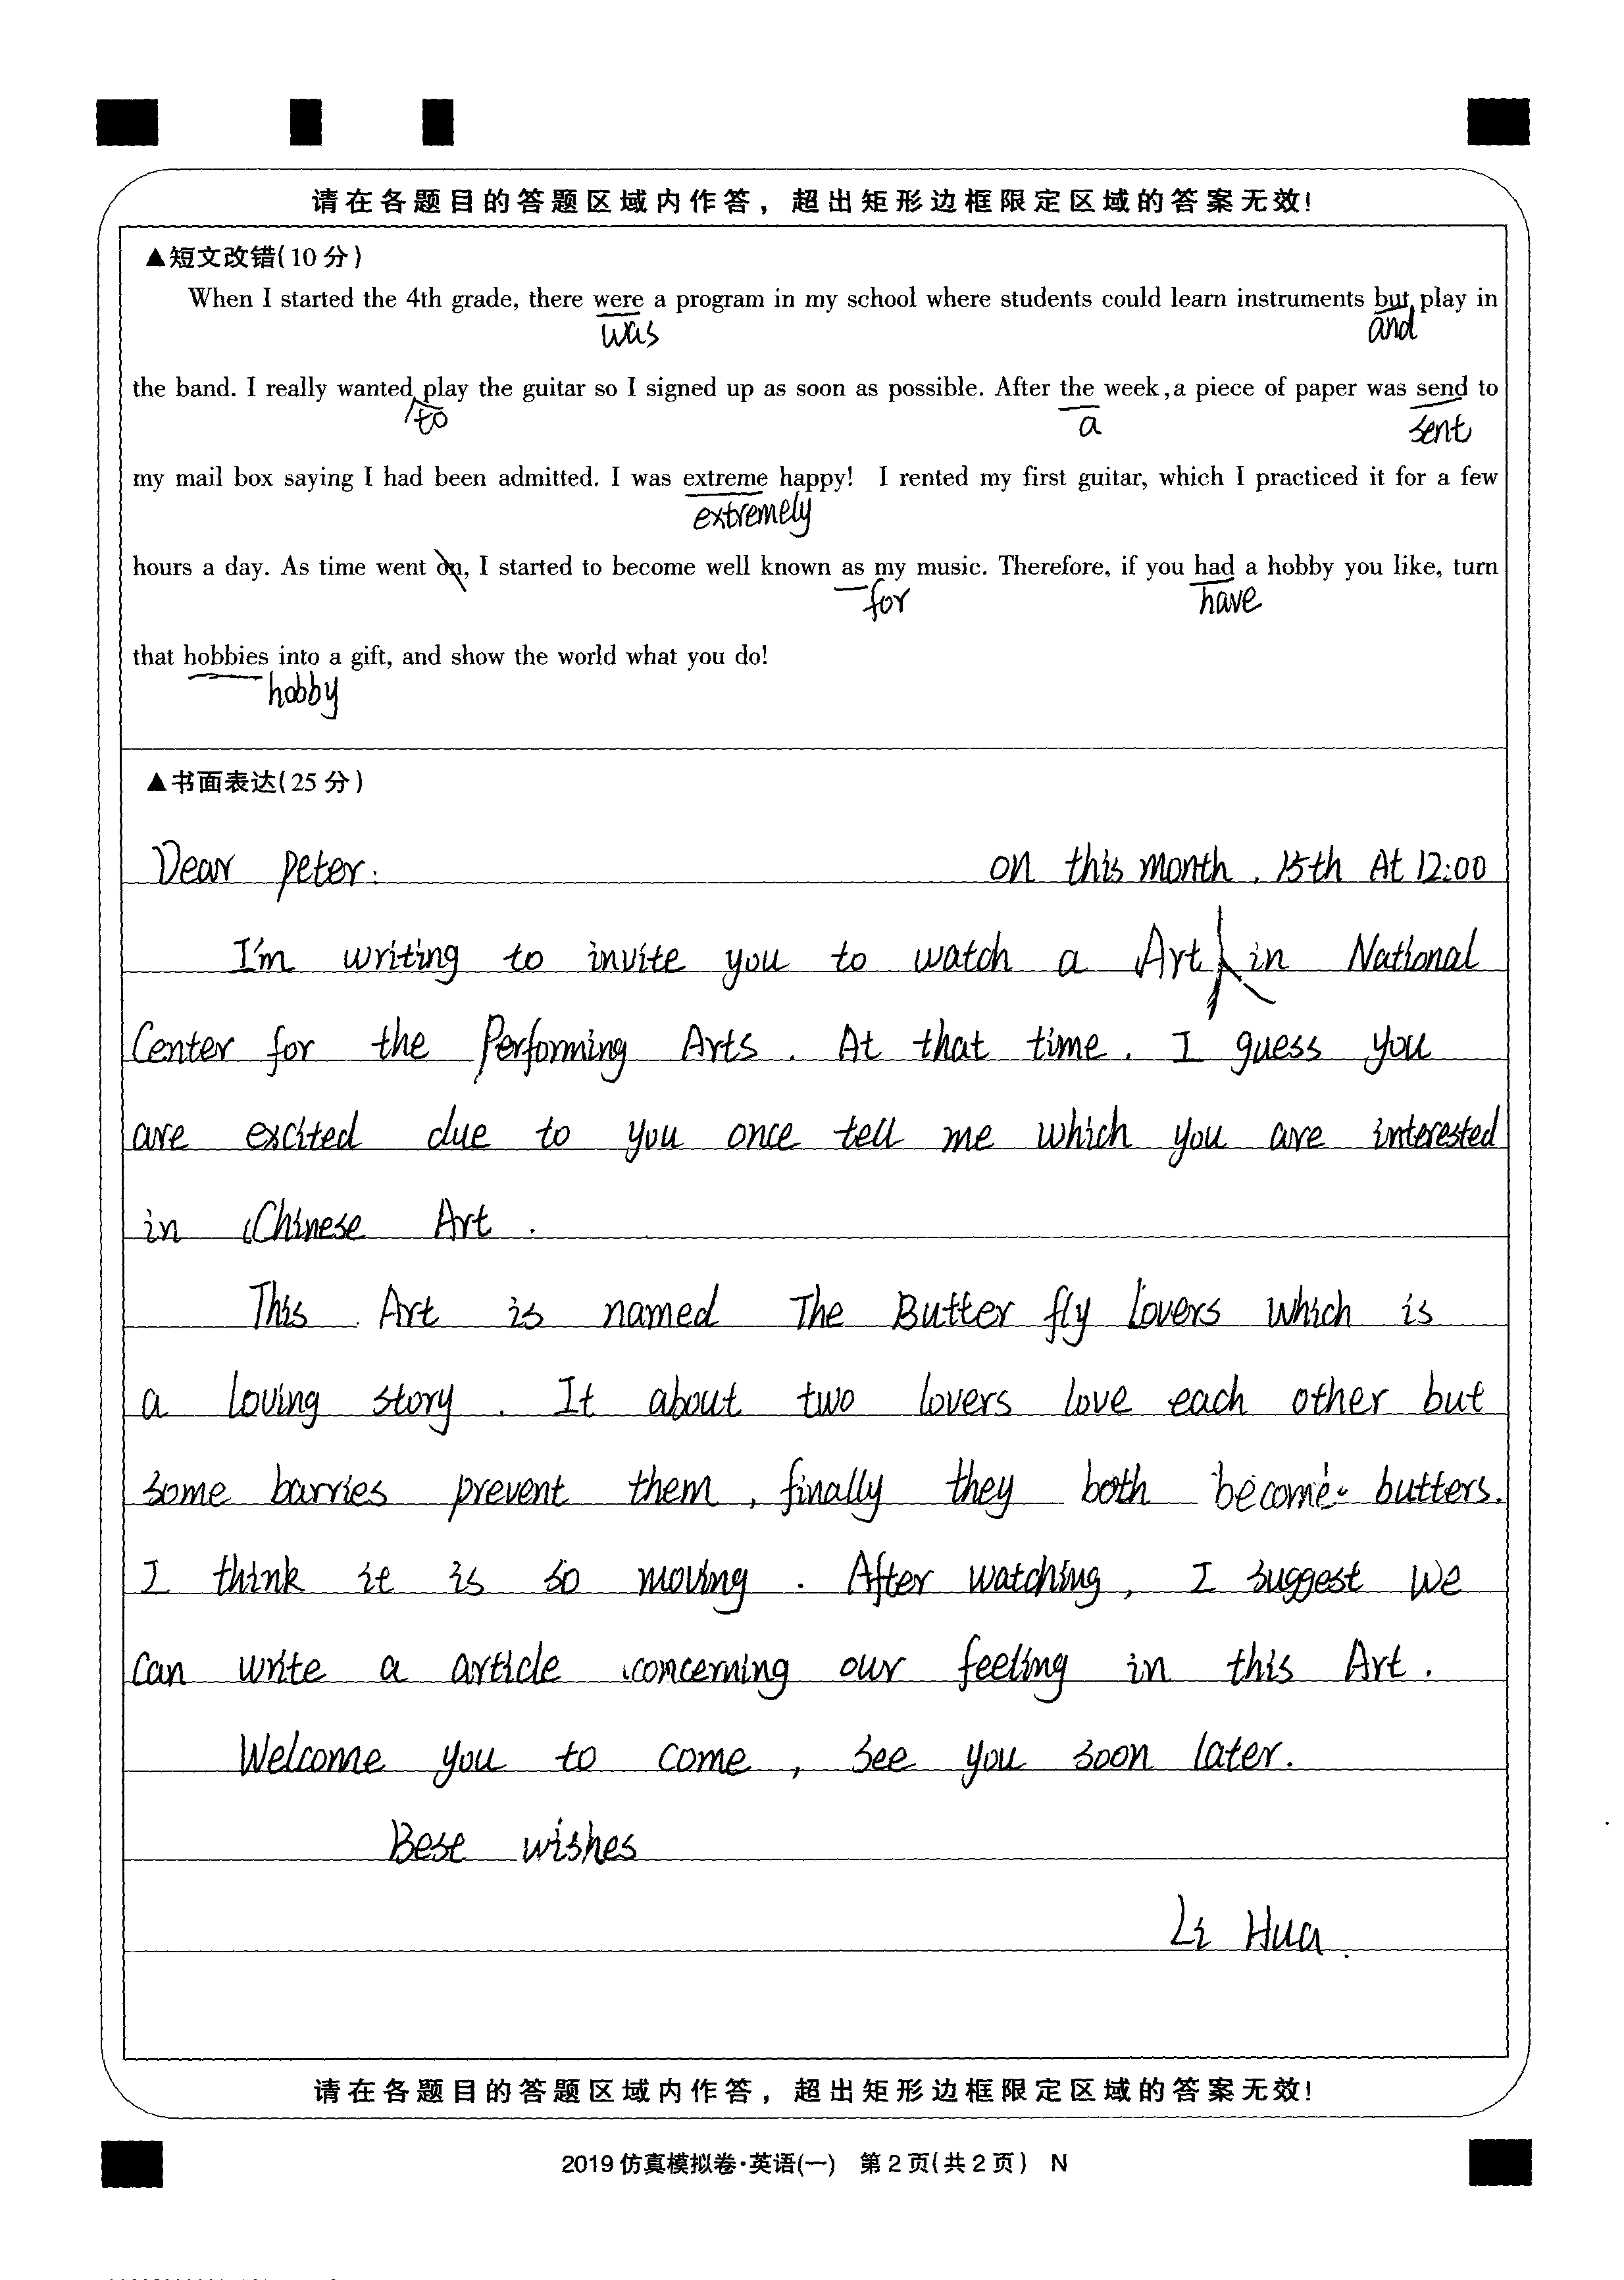 请在各题目的答题区域内作答，超出矩形边框限定区域的答案无效!
▲短文改错(10分)
When I started the 4th grade, there were a program in my school where students could learn instruments but play in
was and
the band. I really wanted play the guitar so I signed up as soon as possible. After the week,a piece of paper was send to
to a sent
my mail box saying I had been admitted. I was extreme happy! I rented my first guitar, which I practiced it for a few
extremely
hours a day. As time went on, I started to become well known as my music. Therefore, if you had a hobby you like, turn
for have
that hobbies into a gift, and show the world what you do!
hobby
▲书面表达(25分)
Dear Peter: on this month, 15th At 12:00
I'm writing to invite you to watch a Art in National
Center for the Performing Arts. At that time, I guess you
are excited due to you once tell me which you are interested
in Chinese Art.
This Art is named The Butter fly Lovers which is
a loving story. It about two lovers love each other but
some barries prevent them, finally they both become butters.
I think it is so moving. After watching, I suggest we
can write a article concerning our feeling in this Art.
Welcome you to come, see you soon later.
Best wishes
Li Hua.
请在各题目的答题区域内作答，超出矩形边框限定区域的答案无效!
2019仿真模拟卷·英语(一) 第2页(共2页) N